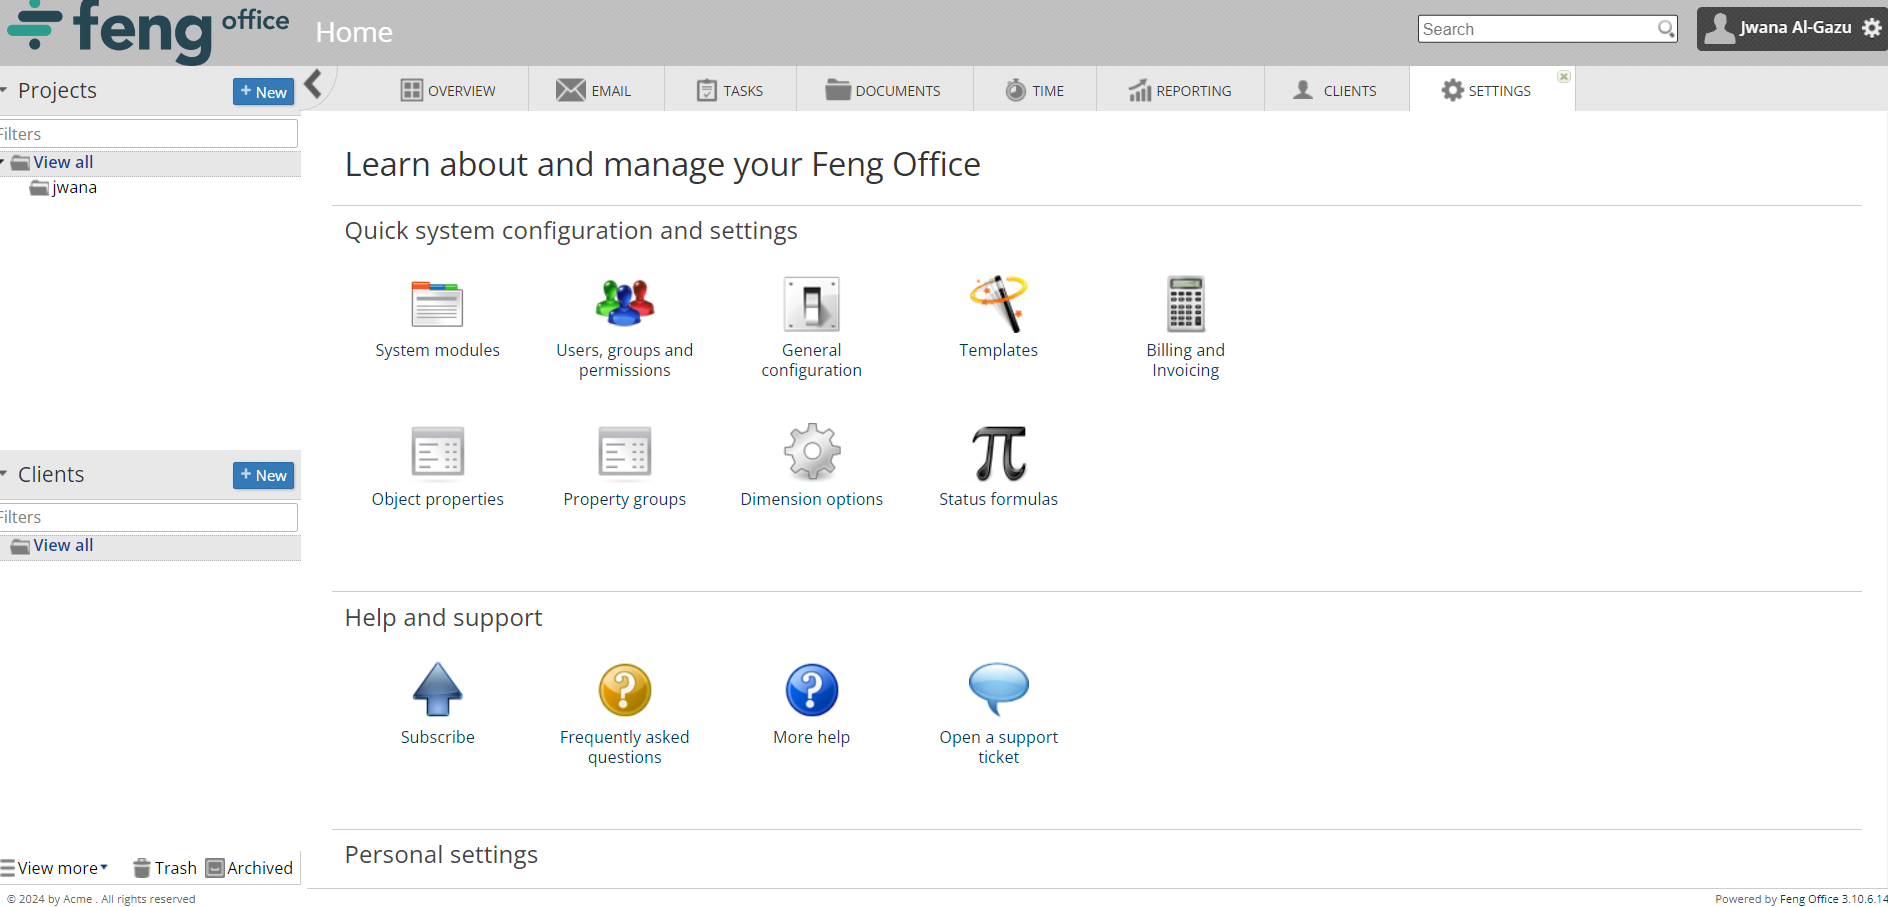 feng office
Home
Search
Jwana Al-Gazu
Projects
+ New
Filters
View all
jwana
Clients
+ New
Filters
View all
View more
Trash
Archived
OVERVIEW
EMAIL
TASKS
DOCUMENTS
TIME
REPORTING
CLIENTS
SETTINGS
Learn about and manage your Feng Office
Quick system configuration and settings
System modules
Users, groups and
permissions
General
configuration
Templates
Billing and
Invoicing
Object properties
Property groups
Dimension options
Status formulas
Help and support
Subscribe
Frequently asked
questions
More help
Open a support
ticket
Personal settings
© 2024 by Acme . All rights reserved
Powered by Feng Office 3.10.6.14